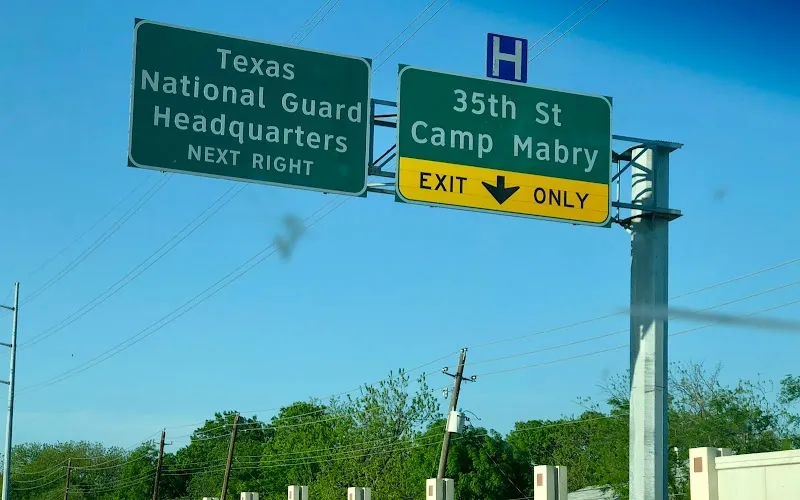 Texas
National Guard
Headquarters
NEXT RIGHT
H
35th St
Camp Mabry
EXIT ONLY